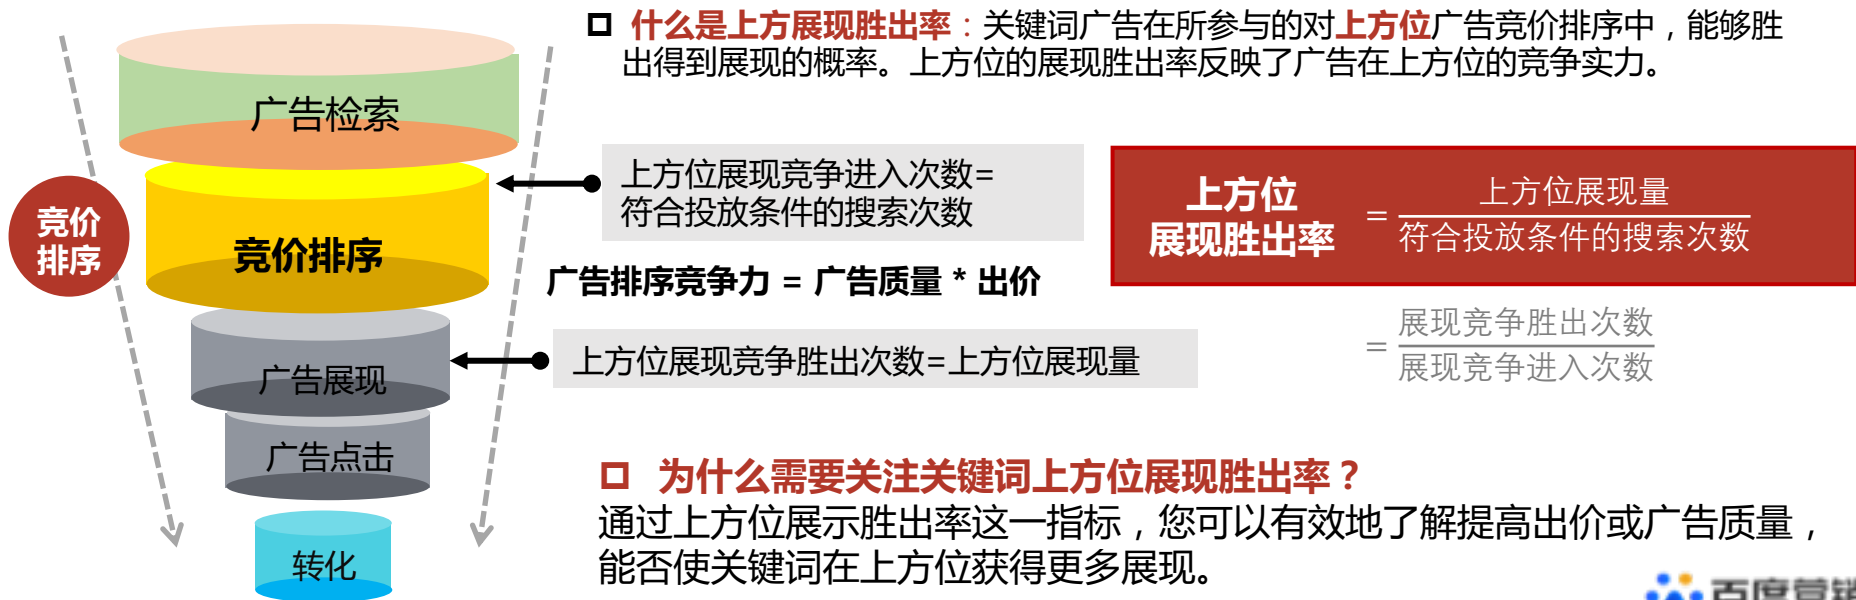 什么是上方展现胜出率：关键词广告在所参与的对上方位广告竞价排序中，能够胜
出得到展现的概率。上方位的展现胜出率反映了广告在上方位的竞争实力。
广告检索
竞价
排序
竞价排序
广告展现
广告点击
转化
上方位展现竞争进入次数=
符合投放条件的搜索次数
广告排序竞争力 = 广告质量 * 出价
上方位展现竞争胜出次数=上方位展现量
上方位
展现胜出率
= 上方位展现量
符合投放条件的搜索次数
= 展现竞争胜出次数
展现竞争进入次数
为什么需要关注关键词上方位展现胜出率？
通过上方位展示胜出率这一指标，您可以有效地了解提高出价或广告质量，
能否使关键词在上方位获得更多展现。
百度营销